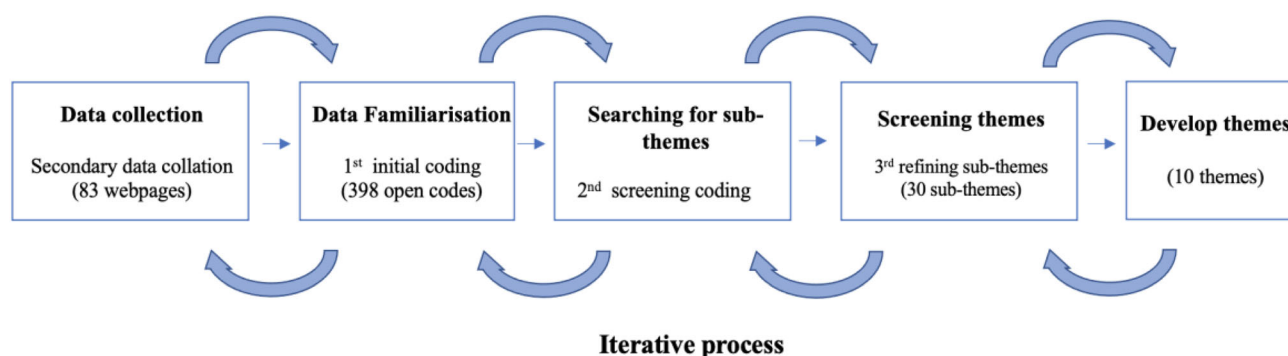 Data collection
Secondary data collation
(83 webpages)
Data Familiarisation
1st initial coding
(398 open codes)
Searching for sub-
themes
2nd screening coding
Screening themes
3rd refining sub-themes
(30 sub-themes)
Develop themes
(10 themes)
Iterative process